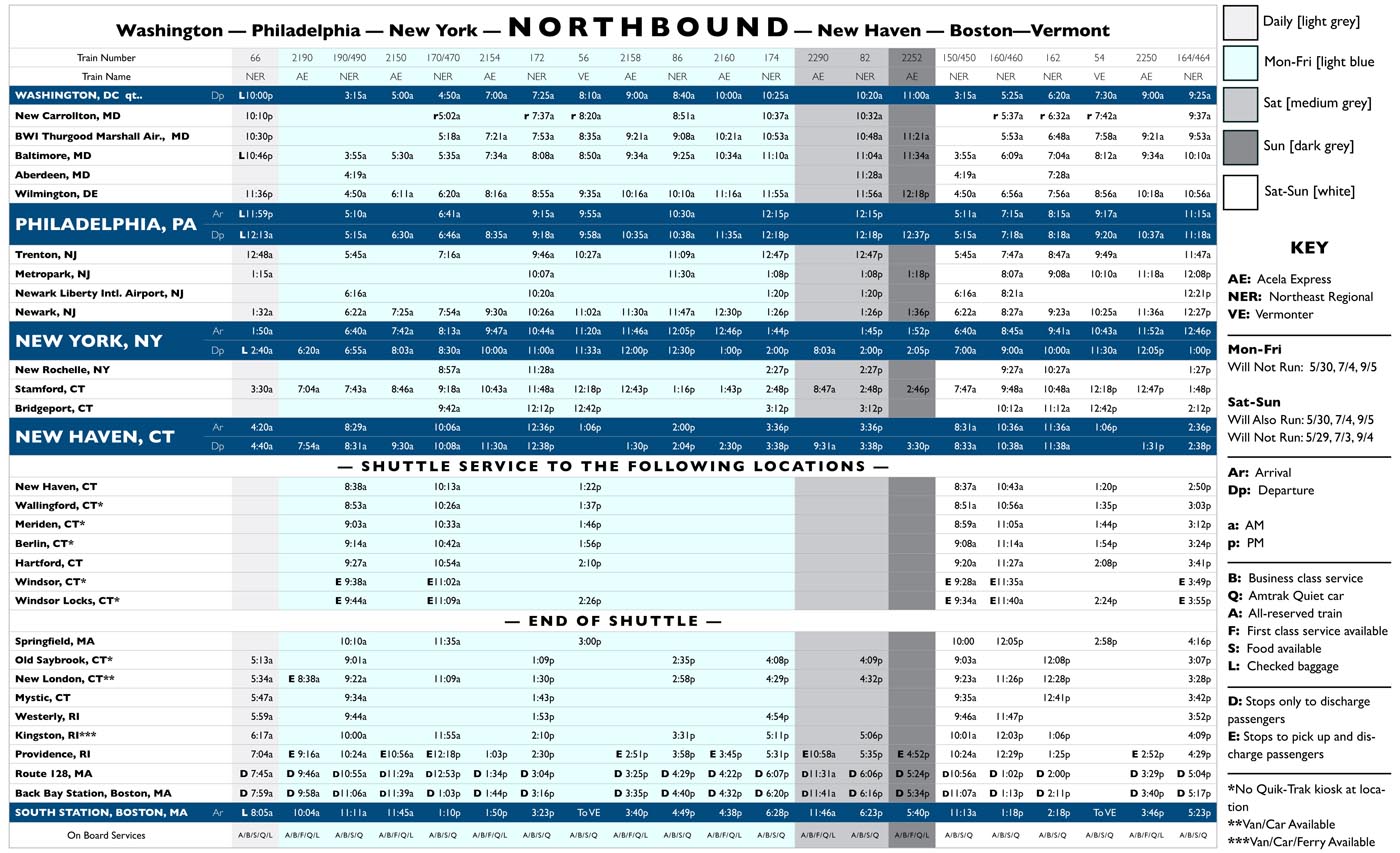 Washington — Philadelphia — New York — NORTHBOUND — New Haven — Boston—Vermont
Train Number 66 2190 190/490 2150 170/470 2154 172 56 2158 86 2160 174 2290 82 2252 150/450 160/460 162 54 2250 164/464
Train Name NER AE NER AE NER AE NER VE AE NER AE NER AE NER AE NER NER NER VE AE NER
WASHINGTON, DC qt.. Dp L10:00p 3:15a 5:00a 4:50a 7:00a 7:25a 8:10a 9:00a 8:40a 10:00a 10:25a 10:20a 11:00a 3:15a 5:25a 6:20a 7:30a 9:00a 9:25a
New Carrollton, MD 10:10p r5:02a r 7:37a r 8:20a 8:51a 10:37a 10:32a r 5:37a r 6:32a r 7:42a 9:37a
BWI Thurgood Marshall Air., MD 10:30p 5:18a 7:21a 7:53a 8:35a 9:21a 9:08a 10:21a 10:53a 10:48a 11:21a 5:53a 6:48a 7:58a 9:21a 9:53a
Baltimore, MD L10:46p 3:55a 5:30a 5:35a 7:34a 8:08a 8:50a 9:34a 9:25a 10:34a 11:10a 11:04a 11:34a 3:55a 6:09a 7:04a 8:12a 9:34a 10:10a
Aberdeen, MD 4:19a 11:28a 4:19a 7:28a
Wilmington, DE 11:36p 4:50a 6:11a 6:20a 8:16a 8:55a 9:35a 10:16a 10:10a 11:16a 11:55a 11:56a 12:18p 4:50a 6:56a 7:56a 8:56a 10:18a 10:56a
PHILADELPHIA, PA Ar L11:59p 5:10a 6:41a 9:15a 9:55a 10:30a 12:15p 12:15p 5:11a 7:15a 8:15a 9:17a 11:15a
Dp L12:13a 5:15a 6:30a 6:46a 8:35a 9:18a 9:58a 10:35a 10:38a 11:35a 12:18p 12:18p 12:37p 5:15a 7:18a 8:18a 9:20a 10:37a 11:18a
Trenton, NJ 12:48a 5:45a 7:16a 9:46a 10:27a 11:09a 12:47p 12:47p 5:45a 7:47a 8:47a 9:49a 11:47a
Metropark, NJ 1:15a 10:07a 11:30a 1:08p 1:08p 1:18p 8:07a 9:08a 10:10a 11:18a 12:08p
Newark Liberty Intl. Airport, NJ 6:16a 10:20a 1:20p 1:20p 6:16a 8:21a 12:21p
Newark, NJ 1:32a 6:22a 7:25a 7:54a 9:30a 10:26a 11:02a 11:30a 11:47a 12:30p 1:26p 1:26p 1:36p 6:22a 8:27a 9:23a 10:25a 11:36a 12:27p
NEW YORK, NY Ar 1:50a 6:40a 7:42a 8:13a 9:47a 10:44a 11:20a 11:46a 12:05p 12:46p 1:44p 1:45p 1:52p 6:40a 8:45a 9:41a 10:43a 11:52a 12:46p
Dp L 2:40a 6:20a 6:55a 8:03a 8:30a 10:00a 11:00a 11:33a 12:00p 12:30p 1:00p 2:00p 8:03a 2:00p 2:05p 7:00a 9:00a 10:00a 11:30a 12:05p 1:00p
New Rochelle, NY 8:57a 11:28a 2:27p 2:27p 9:27a 10:27a 1:27p
Stamford, CT 3:30a 7:04a 7:43a 8:46a 9:18a 10:43a 11:48a 12:18p 12:43p 1:16p 1:43p 2:48p 8:47a 2:48p 2:46p 7:47a 9:48a 10:48a 12:18p 12:47p 1:48p
Bridgeport, CT 9:42a 12:12p 12:42p 3:12p 3:12p 10:12a 11:12a 12:42p 2:12p
NEW HAVEN, CT Ar 4:20a 8:29a 10:06a 12:36p 1:06p 2:00p 3:36p 3:36p 8:31a 10:36a 11:36a 1:06p 2:36p
Dp 4:40a 7:54a 8:31a 9:30a 10:08a 11:30a 12:38p 1:30p 2:04p 2:30p 3:38p 9:31a 3:38p 3:30p 8:33a 10:38a 11:38a 1:31p 2:38p
— SHUTTLE SERVICE TO THE FOLLOWING LOCATIONS —
New Haven, CT 8:38a 10:13a 1:22p 8:37a 10:43a 1:20p 2:50p
Wallingford, CT* 8:53a 10:26a 1:37p 8:51a 10:56a 1:35p 3:03p
Meriden, CT* 9:03a 10:33a 1:46p 8:59a 11:05a 1:44p 3:12p
Berlin, CT* 9:14a 10:42a 1:56p 9:08a 11:14a 1:54p 3:24p
Hartford, CT 9:27a 10:54a 2:10p 9:20a 11:27a 2:08p 3:41p
Windsor, CT* E 9:38a E11:02a E 9:28a E11:35a E 3:49p
Windsor Locks, CT* E 9:44a E11:09a 2:26p E 9:34a E11:40a 2:24p E 3:55p
— END OF SHUTTLE —
Springfield, MA 10:10a 11:35a 3:00p 10:00 12:05p 2:58p 4:16p
Old Saybrook, CT* 5:13a 9:01a 1:09p 2:35p 4:08p 4:09p 9:03a 12:08p 3:07p
New London, CT** 5:34a E 8:38a 9:22a 11:09a 1:30p 2:58p 4:29p 4:32p 9:23a 11:26p 12:28p 3:28p
Mystic, CT 5:47a 9:34a 1:43p 9:35a 12:41p 3:42p
Westerly, RI 5:59a 9:44a 1:53p 4:54p 9:46a 11:47p 3:52p
Kingston, RI*** 6:17a 10:00a 11:55a 2:10p 3:31p 5:11p 5:06p 10:01a 12:03p 1:06p 4:09p
Providence, RI 7:04a E 9:16a 10:24a E10:56a E12:18p 1:03p 2:30p E 2:51p 3:58p E 3:45p 5:31p E10:58a 5:35p E 4:52p 10:24a 12:29p 1:25p E 2:52p 4:29p
Route 128, MA D 7:45a D 9:46a D10:55a D11:29a D12:53p D 1:34p D 3:04p D 3:25p D 4:29p D 4:22p D 6:07p D11:31a D 6:06p D 5:24p D10:56a D 1:02p D 2:00p D 3:29p D 5:04p
Back Bay Station, Boston, MA D 7:59a D 9:58a D11:06a D11:39a D 1:03p D 1:44p D 3:16p D 3:35p D 4:40p D 4:32p D 6:20p D11:41a D 6:16p D 5:34p D11:07a D 1:13p D 2:11p D 3:40p D 5:17p
SOUTH STATION, BOSTON, MA Ar L 8:05a 10:04a 11:11a 11:45a 1:10p 1:50p 3:23p To VE 3:40p 4:49p 4:38p 6:28p 11:46a 6:23p 5:40p 11:13a 1:18p 2:18p To VE 3:46p 5:23p
On Board Services A/B/S/Q/L A/B/F/Q/L A/B/S/Q A/B/F/Q/L A/B/S/Q A/B/F/Q/L A/B/S/Q A/B/S/Q A/B/F/Q/L A/B/S/Q A/B/F/Q/L A/B/S/Q A/B/F/Q/L A/B/S/Q A/B/F/Q/L A/B/S/Q A/B/S/Q A/B/S/Q A/B/S/Q A/B/F/Q/L A/B/S/Q
Daily [light grey]
Mon-Fri [light blue
Sat [medium grey]
Sun [dark grey]
Sat-Sun [white]
KEY
AE: Acela Express
NER: Northeast Regional
VE: Vermonter
Mon-Fri
Will Not Run: 5/30, 7/4, 9/5
Sat-Sun
Will Also Run: 5/30, 7/4, 9/5
Will Not Run: 5/29, 7/3, 9/4
Ar: Arrival
Dp: Departure
a: AM
p: PM
B: Business class service
Q: Amtrak Quiet car
A: All-reserved train
F: First class service available
S: Food available
L: Checked baggage
D: Stops only to discharge
passengers
E: Stops to pick up and dis-
charge passengers
*No Quik-Trak kiosk at loca-
tion
**Van/Car Available
***Van/Car/Ferry Available